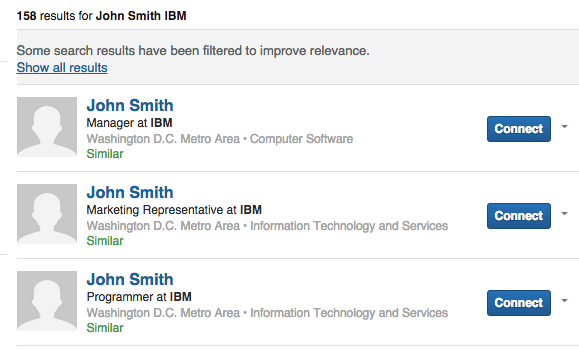 158 results for John Smith IBM
Some search results have been filtered to improve relevance.
Show all results
John Smith
Manager at IBM
Washington D.C. Metro Area • Computer Software
Similar
Connect
John Smith
Marketing Representative at IBM
Washington D.C. Metro Area • Information Technology and Services
Similar
Connect
John Smith
Programmer at IBM
Washington D.C. Metro Area • Information Technology and Services
Similar
Connect